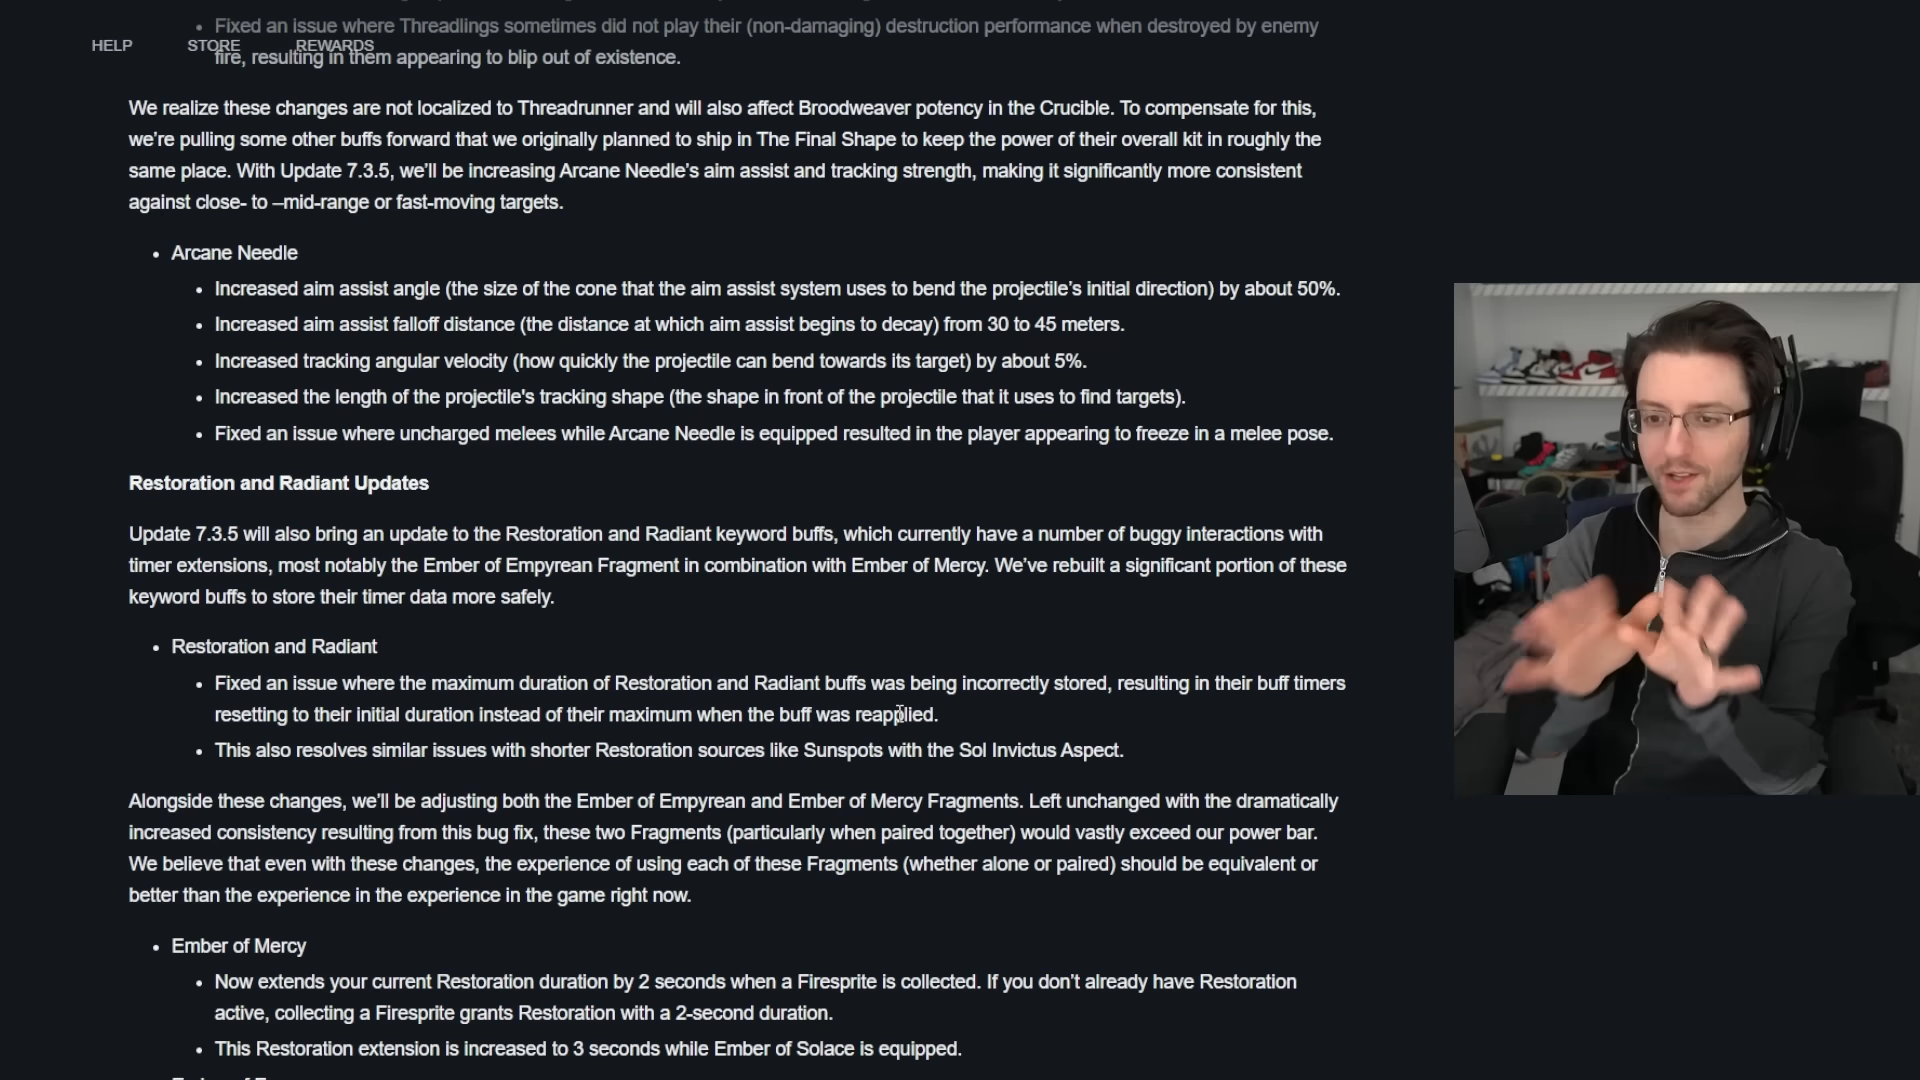 Fixed an issue where Threadlings sometimes did not play their (non-damaging) destruction performance when destroyed by enemy
HELP STORE REWARDS
fire, resulting in them appearing to blip out of existence.
We realize these changes are not localized to Threadrunner and will also affect Broodweaver potency in the Crucible. To compensate for this,
we’re pulling some other buffs forward that we originally planned to ship in The Final Shape to keep the power of their overall kit in roughly the
same place. With Update 7.3.5, we’ll be increasing Arcane Needle’s aim assist and tracking strength, making it significantly more consistent
against close- to –mid-range or fast-moving targets.
• Arcane Needle
• Increased aim assist angle (the size of the cone that the aim assist system uses to bend the projectile’s initial direction) by about 50%.
• Increased aim assist falloff distance (the distance at which aim assist begins to decay) from 30 to 45 meters.
• Increased tracking angular velocity (how quickly the projectile can bend towards its target) by about 5%.
• Increased the length of the projectile's tracking shape (the shape in front of the projectile that it uses to find targets).
• Fixed an issue where uncharged melees while Arcane Needle is equipped resulted in the player appearing to freeze in a melee pose.
Restoration and Radiant Updates
Update 7.3.5 will also bring an update to the Restoration and Radiant keyword buffs, which currently have a number of buggy interactions with
timer extensions, most notably the Ember of Empyrean Fragment in combination with Ember of Mercy. We’ve rebuilt a significant portion of these
keyword buffs to store their timer data more safely.
• Restoration and Radiant
• Fixed an issue where the maximum duration of Restoration and Radiant buffs was being incorrectly stored, resulting in their buff timers
resetting to their initial duration instead of their maximum when the buff was reapplied.
• This also resolves similar issues with shorter Restoration sources like Sunspots with the Sol Invictus Aspect.
Alongside these changes, we’ll be adjusting both the Ember of Empyrean and Ember of Mercy Fragments. Left unchanged with the dramatically
increased consistency resulting from this bug fix, these two Fragments (particularly when paired together) would vastly exceed our power bar.
We believe that even with these changes, the experience of using each of these Fragments (whether alone or paired) should be equivalent or
better than the experience in the experience in the game right now.
• Ember of Mercy
• Now extends your current Restoration duration by 2 seconds when a Firesprite is collected. If you don’t already have Restoration
active, collecting a Firesprite grants Restoration with a 2-second duration.
• This Restoration extension is increased to 3 seconds while Ember of Solace is equipped.